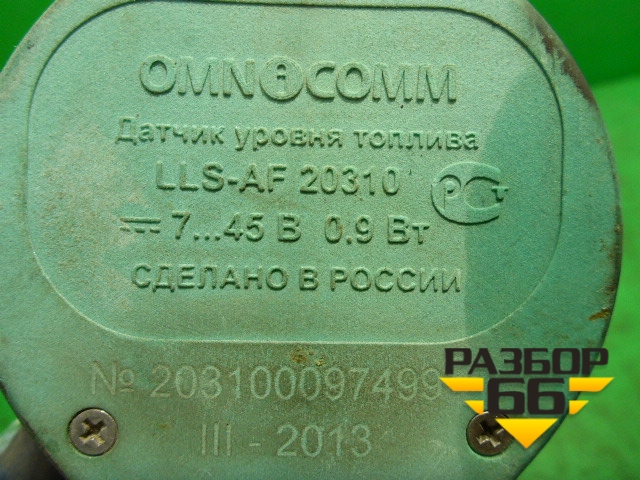 OMNICOMM
Датчик уровня топлива
LLS-AF 20310
7...45 В 0.9 Вт
СДЕЛАНО В РОССИИ
№ 203100097499
III - 2013
РАЗБОР
66